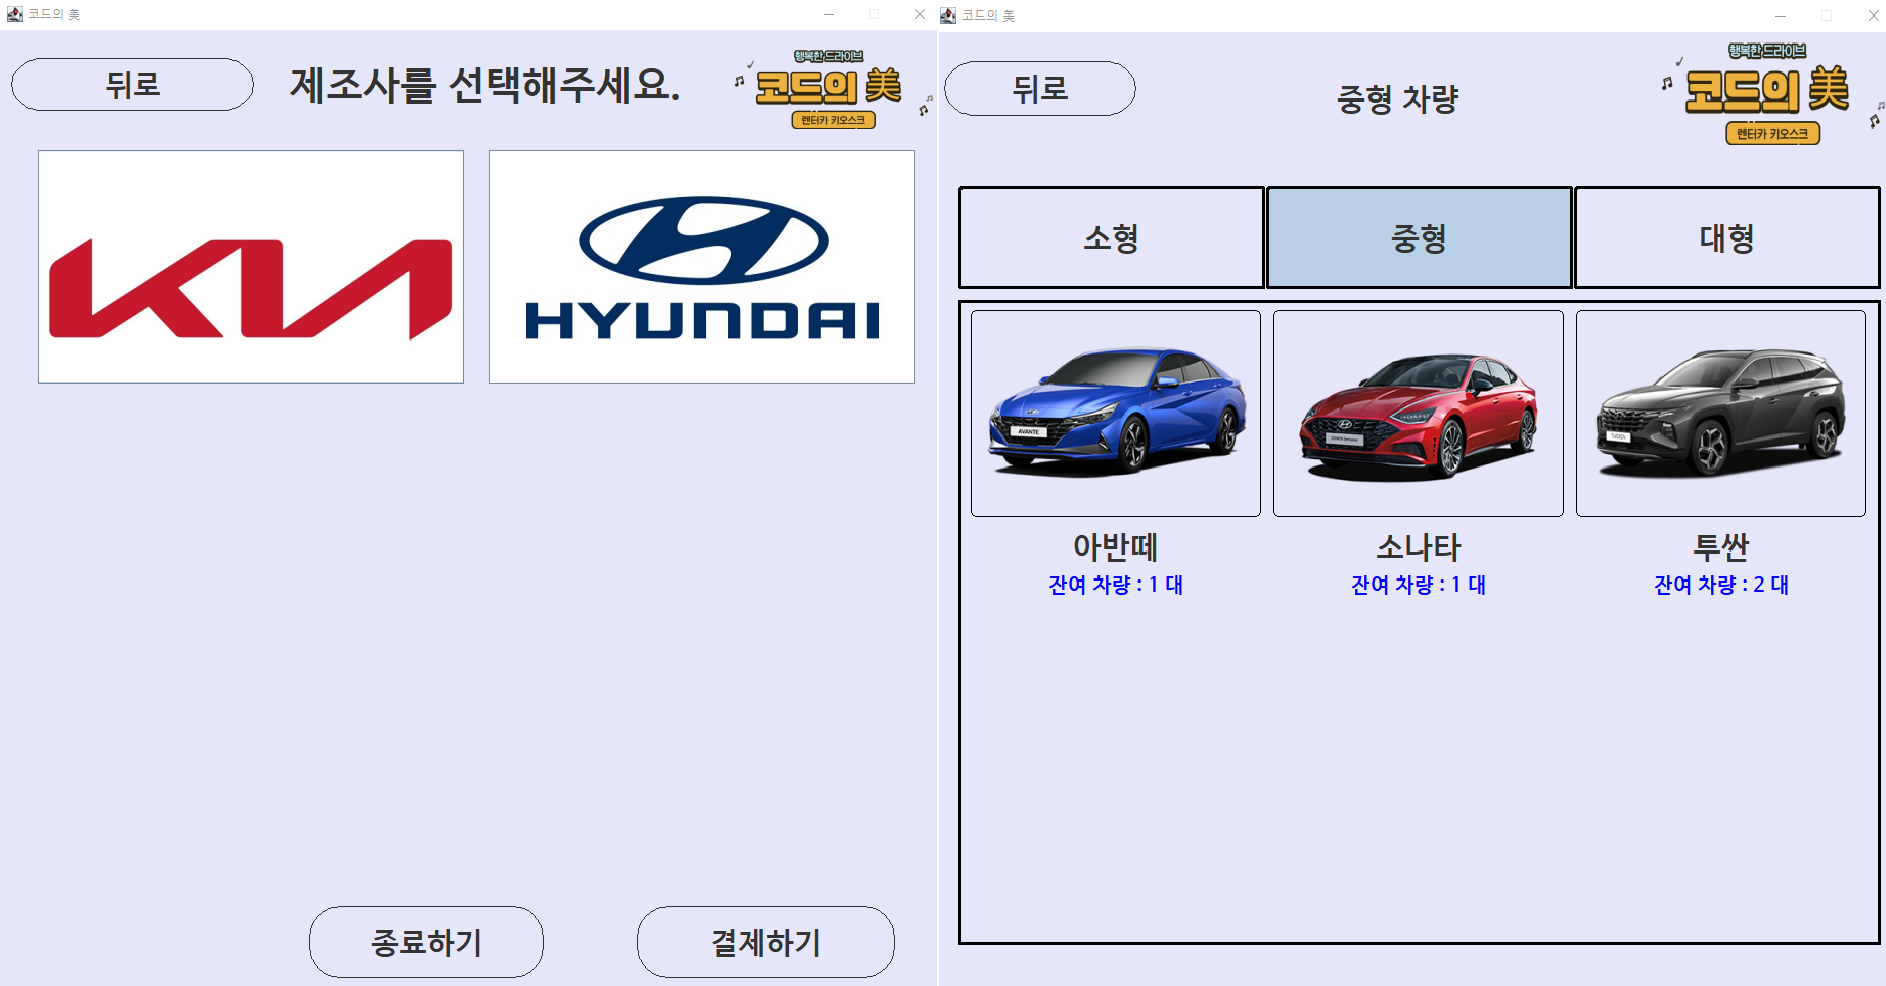 코드의 美
뒤로
제조사를 선택해주세요.
행복한 드라이브
코드의 美
렌터카 키오스크
KIA
HYUNDAI
종료하기
결제하기
코드의 美
뒤로
중형 차량
행복한 드라이브
코드의 美
렌터카 키오스크
소형
중형
대형
AVANTE
TUCSON
아반떼
소나타
투싼
잔여 차량 : 1 대
잔여 차량 : 1 대
잔여 차량 : 2 대